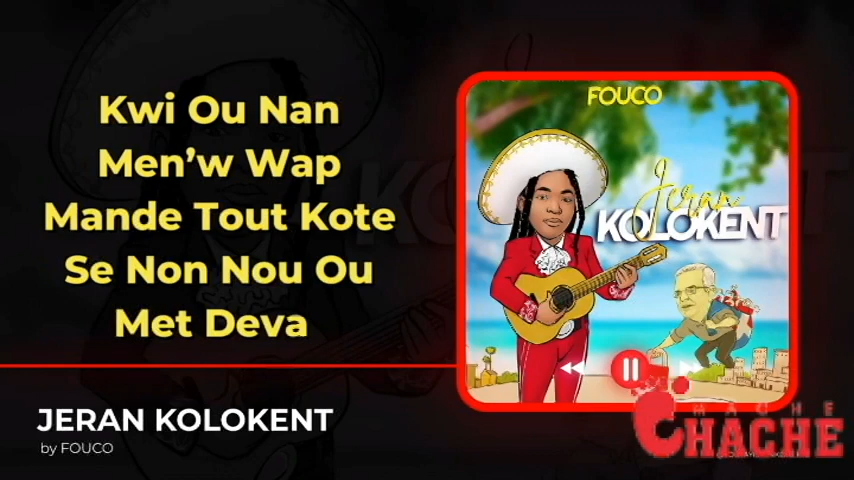 Kwi Ou Nan
Men’w Wap
Mande Tout Kote
Se Non Nou Ou
Met Deva
FOUCO
Jeran
KOLOKENT
JERAN KOLOKENT
by FOUCO
MACHE
CHACHE